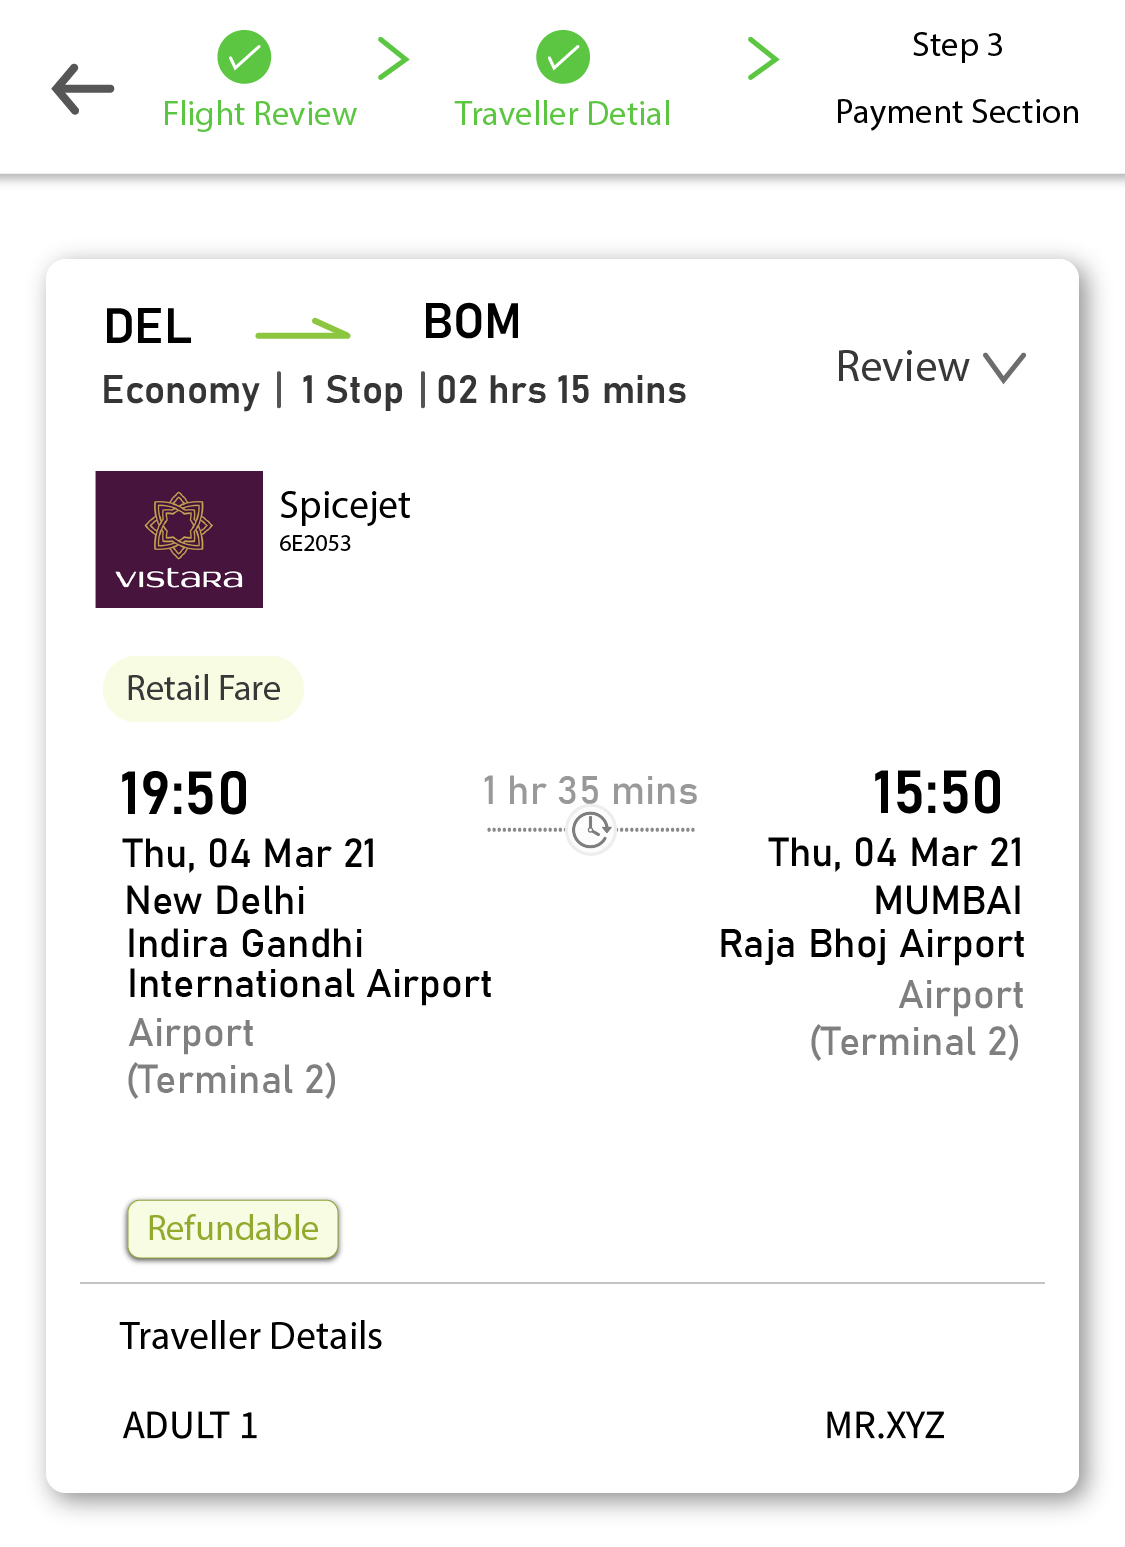 Step 3
Flight Review
Traveller Detial
Payment Section
DEL
BOM
Economy | 1 Stop | 02 hrs 15 mins
Review
VISTARA
Spicejet
6E2053
Retail Fare
19:50
1 hr 35 mins
15:50
Thu, 04 Mar 21
New Delhi
Indira Gandhi
International Airport
Airport
(Terminal 2)
Thu, 04 Mar 21
MUMBAI
Raja Bhoj Airport
Airport
(Terminal 2)
Refundable
Traveller Details
ADULT 1
MR.XYZ